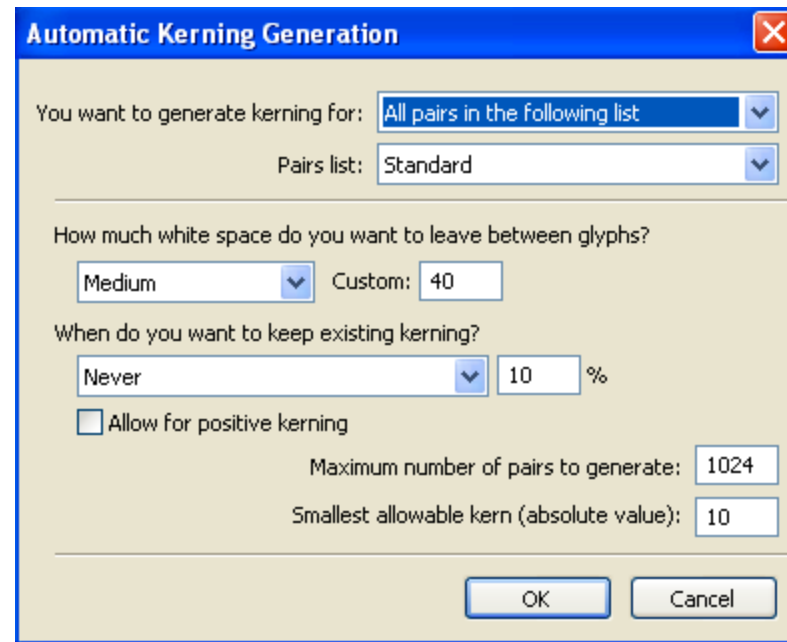 Automatic Kerning Generation
You want to generate kerning for: All pairs in the following list
Pairs list: Standard
How much white space do you want to leave between glyphs?
Medium Custom: 40
When do you want to keep existing kerning?
Never 10 %
Allow for positive kerning
Maximum number of pairs to generate: 1024
Smallest allowable kern (absolute value): 10
OK Cancel